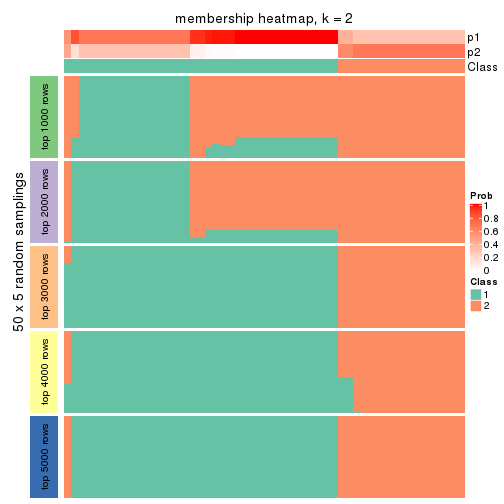 membership heatmap, k = 2
p1
p2
Class
50 x 5 random samplings
top 1000 rows
top 2000 rows
top 3000 rows
top 4000 rows
top 5000 rows
Prob
1
0.8
0.6
0.4
0.2
0
Class
1
2